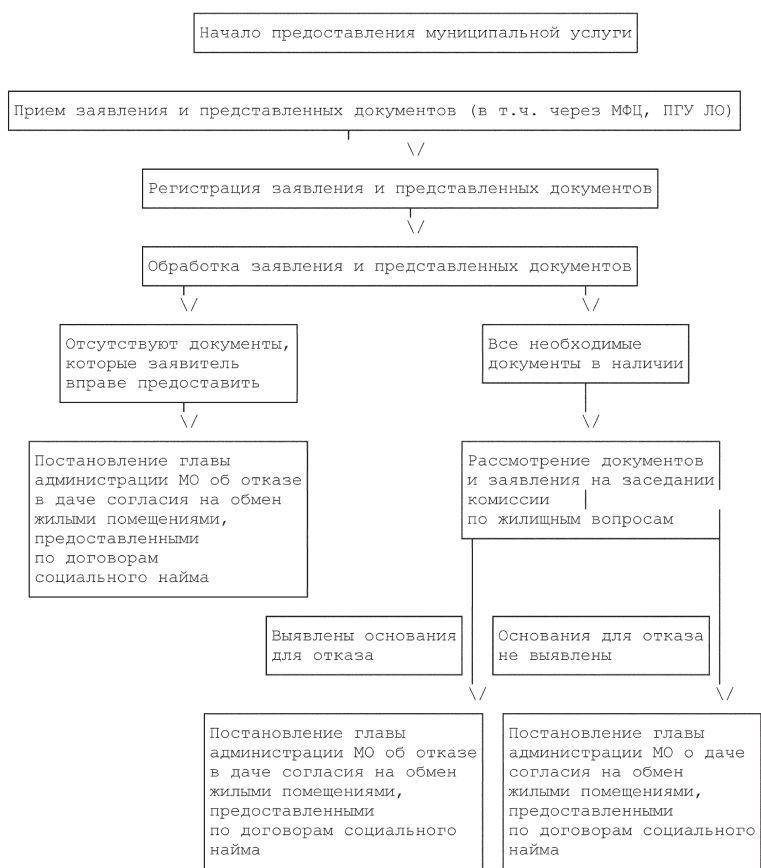 Начало предоставления муниципальной услуги
Прием заявления и представленных документов (в т.ч. через МФЦ, ПГУ ЛО)
\/
Регистрация заявления и представленных документов
\/
Обработка заявления и представленных документов
\/
\/
Отсутствуют документы,
которые заявитель
вправе предоставить
Все необходимые
документы в наличии
\/
\/
Постановление главы
администрации МО об отказе
в даче согласия на обмен
жилыми помещениями,
предоставленными
по договорам
социального найма
Рассмотрение документов
и заявления на заседании
комиссии
по жилищным вопросам
Выявлены основания
для отказа
Основания для отказа
не выявлены
\/
\/
Постановление главы
администрации МО об отказе
в даче согласия на обмен
жилыми помещениями,
предоставленными
по договорам социального
найма
Постановление главы
администрации МО о даче
согласия на обмен
жилыми помещениями,
предоставленными
по договорам социального
найма